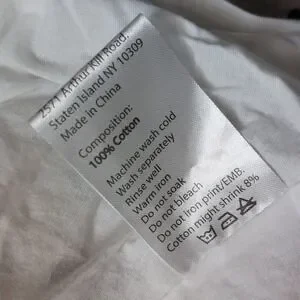 2571 Arthur Kill Road,
Staten Island NY 10309
Made in China
Composition:
100% Cotton
Machine wash cold
Wash separately
Rinse well
Warm iron
Do not soak
Do not bleach
Do not iron print/EMB.
Cotton might shrink 8%